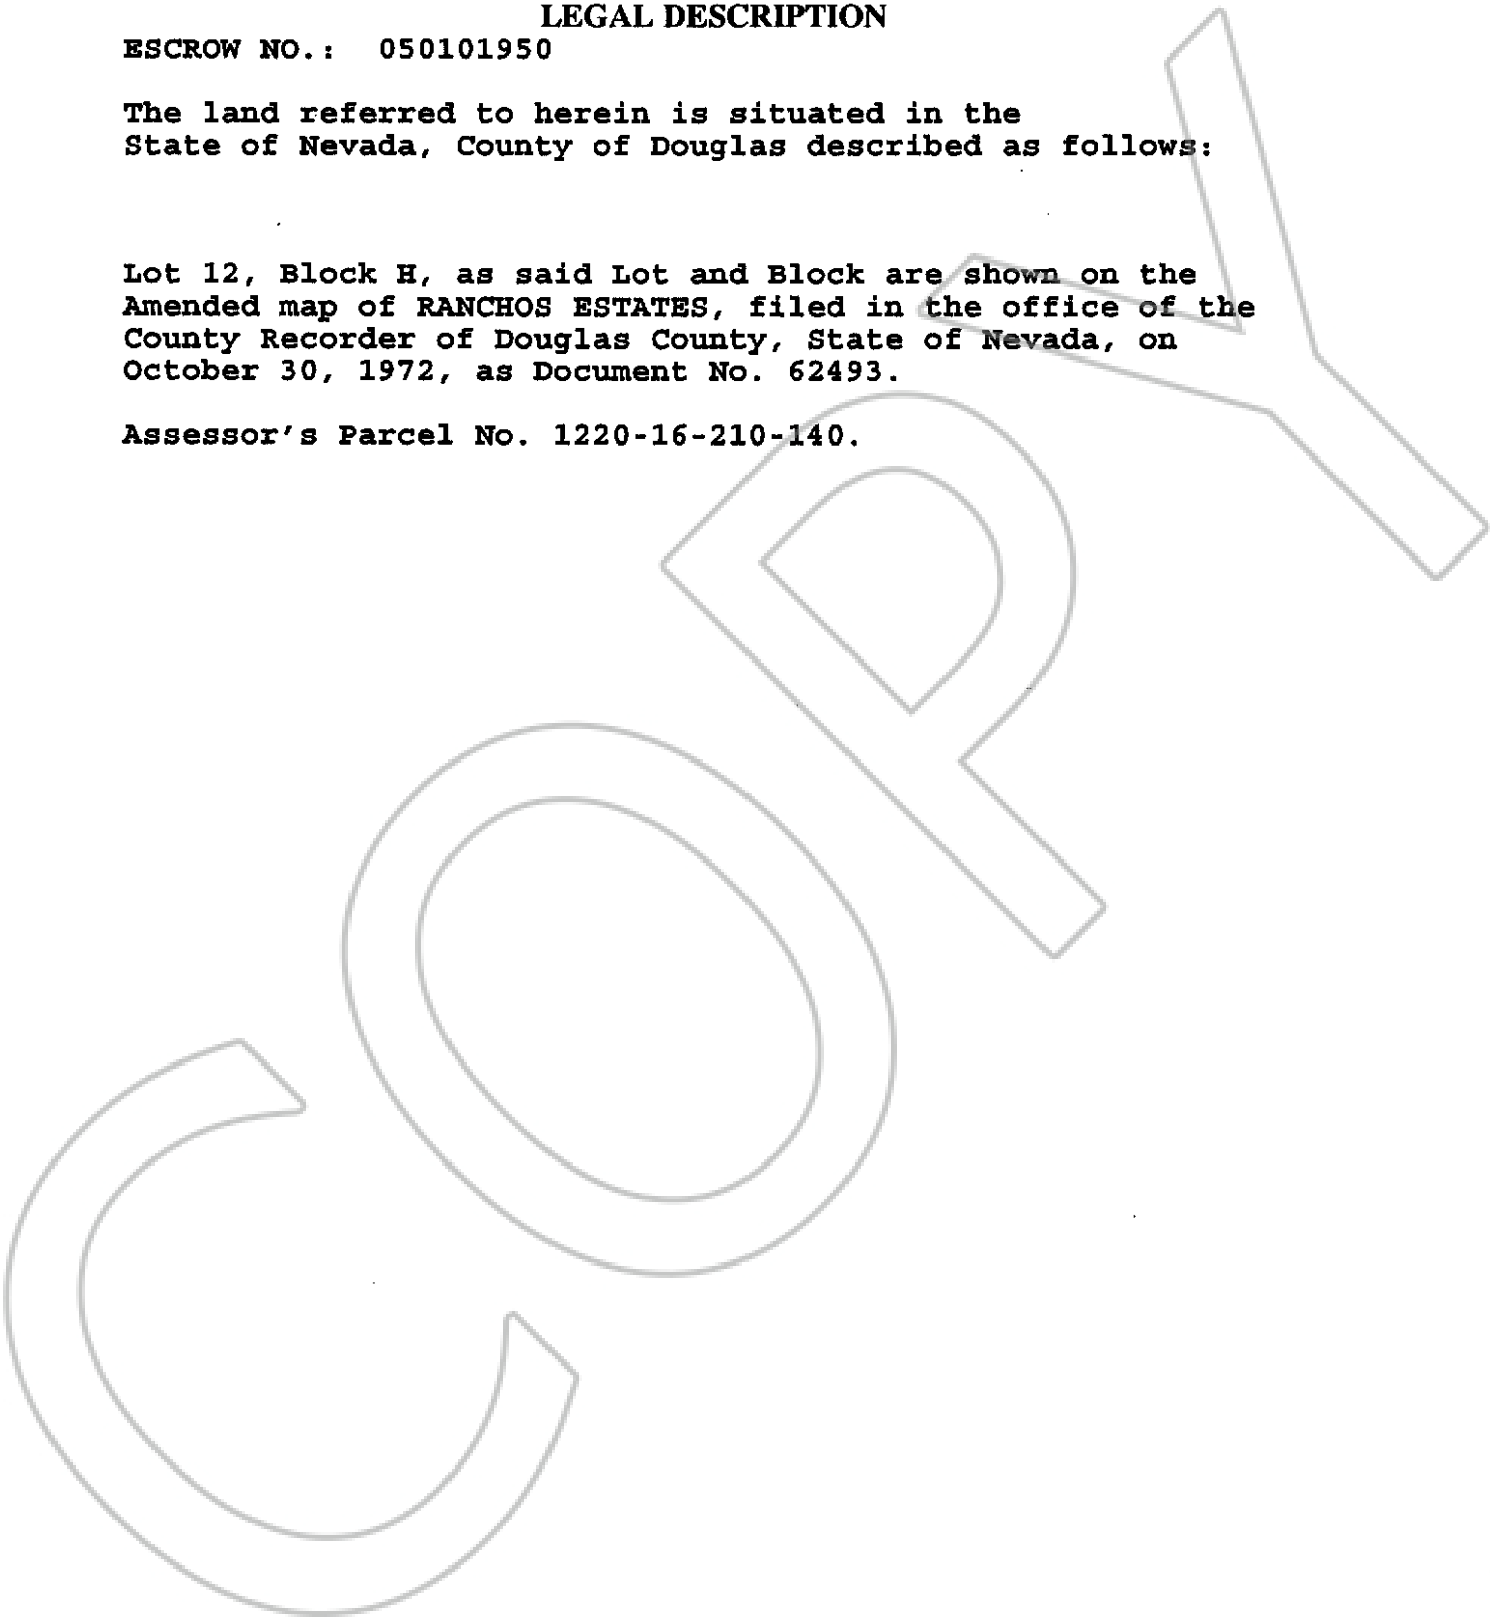 LEGAL DESCRIPTION
ESCROW NO.: 050101950
The land referred to herein is situated in the
State of Nevada, County of Douglas described as follows:
Lot 12, Block H, as said Lot and Block are shown on the
Amended map of RANCHOS ESTATES, filed in the office of the
County Recorder of Douglas County, State of Nevada, on
October 30, 1972, as Document No. 62493.
Assessor's Parcel No. 1220-16-210-140.
COPY